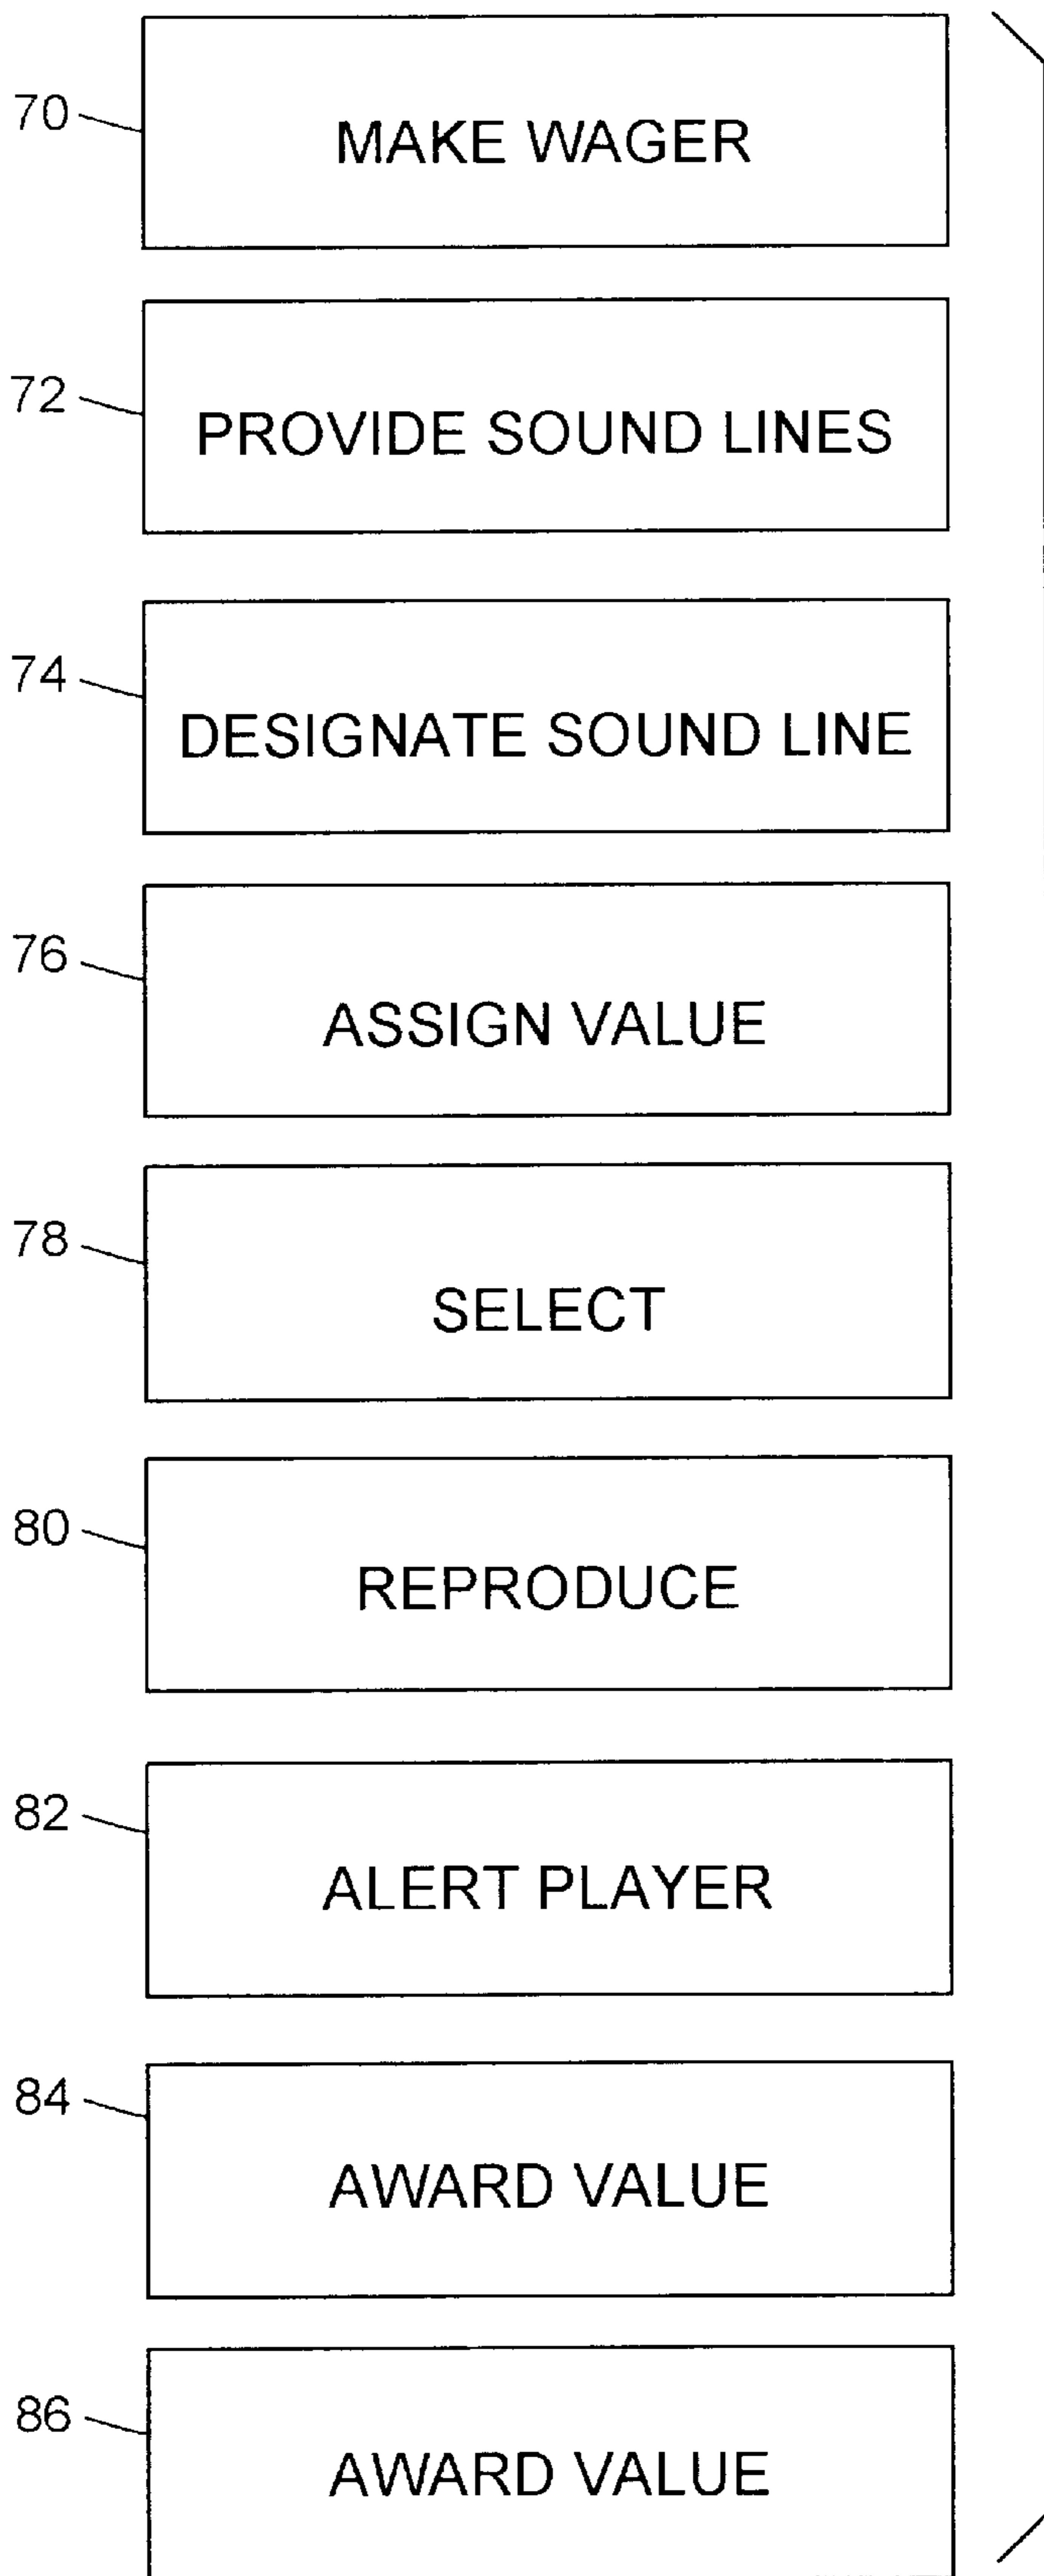 70
MAKE WAGER
72
PROVIDE SOUND LINES
74
DESIGNATE SOUND LINE
76
ASSIGN VALUE
78
SELECT
80
REPRODUCE
82
ALERT PLAYER
84
AWARD VALUE
86
AWARD VALUE